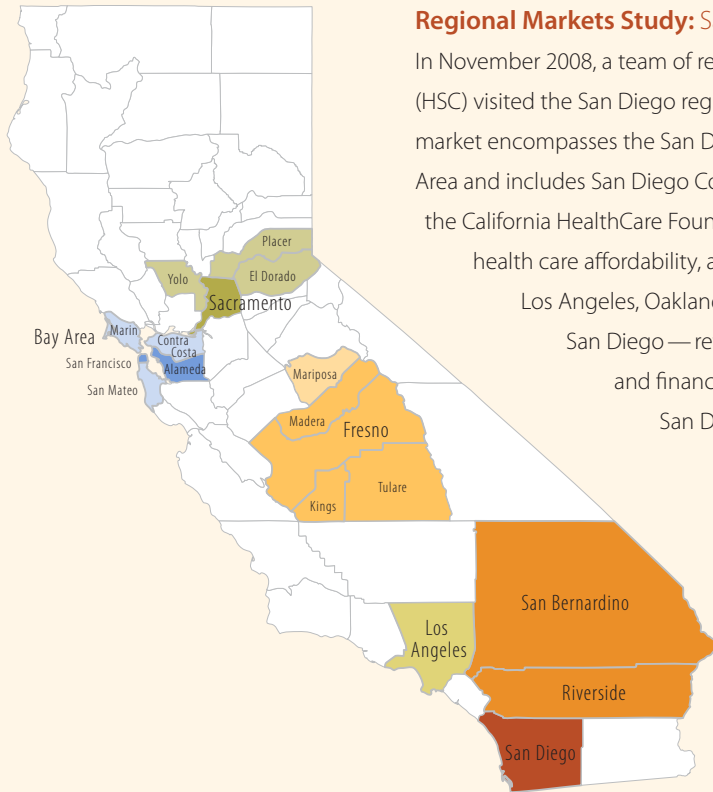 Regional Markets Study: S
In November 2008, a team of re
(HSC) visited the San Diego reg
market encompasses the San D
Area and includes San Diego Co
the California HealthCare Foun
health care affordability, a
Los Angeles, Oakland
San Diego — re
and financ
San D
Placer
Yolo
El Dorado
Sacramento
Bay Area
Marin
Contra
Costa
San Francisco
Alameda
San Mateo
Mariposa
Madera
Fresno
Tulare
Kings
San Bernardino
Los
Angeles
Riverside
San Diego